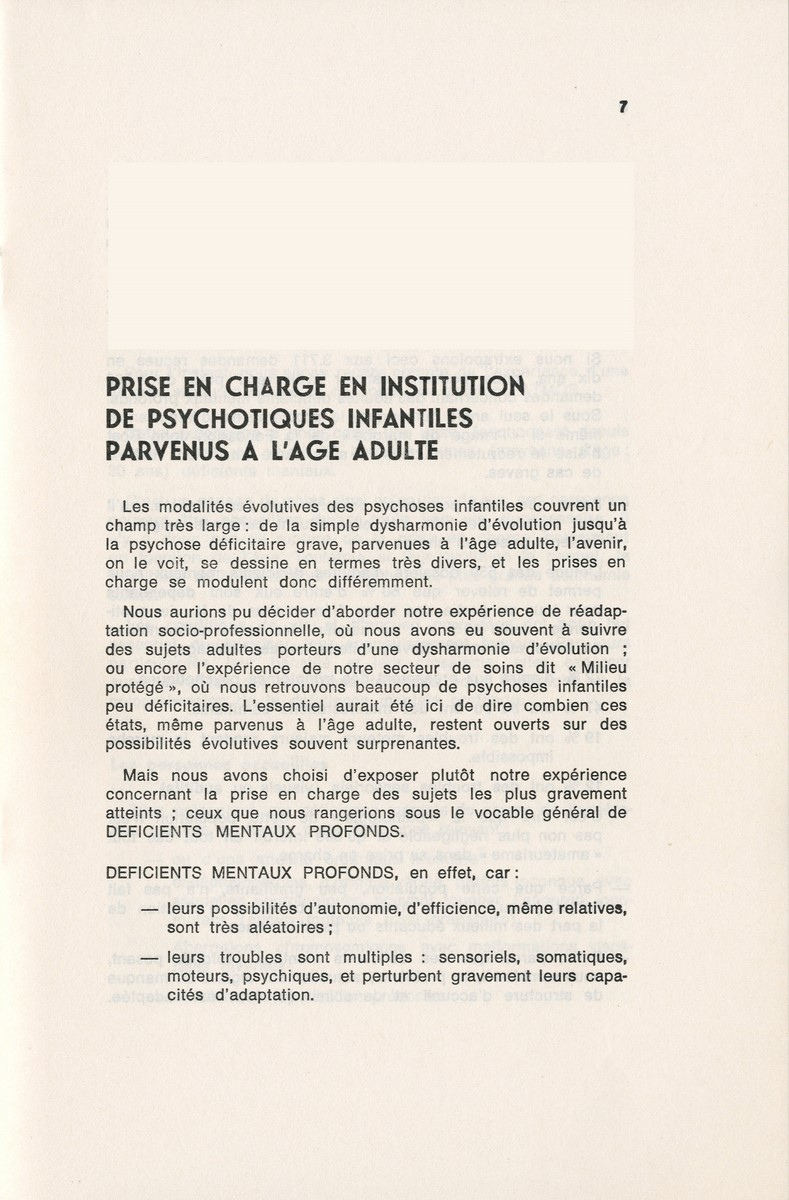 7
PRISE EN CHARGE EN INSTITUTION
DE PSYCHOTIQUES INFANTILES
PARVENUS A L'AGE ADULTE
Les modalités évolutives des psychoses infantiles couvrent un
champ très large : de la simple dysharmonie d'évolution jusqu'à
la psychose déficitaire grave, parvenues à l'âge adulte, l'avenir,
on le voit, se dessine en termes très divers, et les prises en
charge se modulent donc différemment.
Nous aurions pu décider d'aborder notre expérience de réadap-
tation socio-professionnelle, où nous avons eu souvent à suivre
des sujets adultes porteurs d'une dysharmonie d'évolution ;
ou encore l'expérience de notre secteur de soins dit « Milieu
protégé », où nous retrouvons beaucoup de psychoses infantiles
peu déficitaires. L'essentiel aurait été ici de dire combien ces
états, même parvenus à l'âge adulte, restent ouverts sur des
possibilités évolutives souvent surprenantes.
Mais nous avons choisi d'exposer plutôt notre expérience
concernant la prise en charge des sujets les plus gravement
atteints ; ceux que nous rangerions sous le vocable général de
DEFICIENTS MENTAUX PROFONDS.
DEFICIENTS MENTAUX PROFONDS, en effet, car :
— leurs possibilités d'autonomie, d'efficience, même relatives,
sont très aléatoires ;
— leurs troubles sont multiples : sensoriels, somatiques,
moteurs, psychiques, et perturbent gravement leurs capa-
cités d'adaptation.